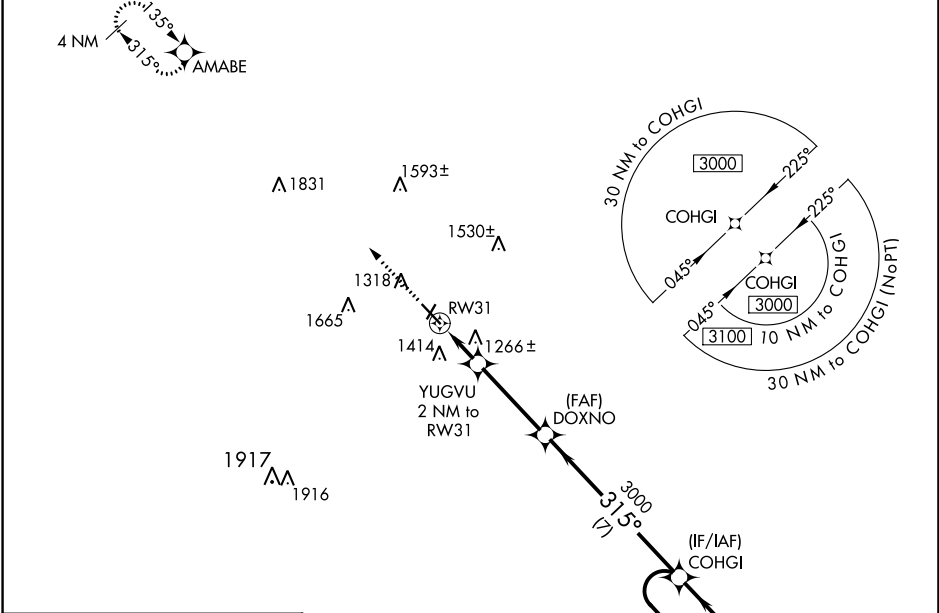 135°
4 NM
315°
AMABE
30 NM to COHGI
3000
225°
COHGI
045°
1831
1593±
1530±
1318
1665
RW31
1414
1266±
225°
COHGI
3000
045°
3100
10 NM to COHGI
30 NM to COHGI (NoPT)
YUGVU
2 NM to
RW31
(FAF)
DOXNO
1917
1916
3000
315°
(7)
(IF/IAF)
COHGI